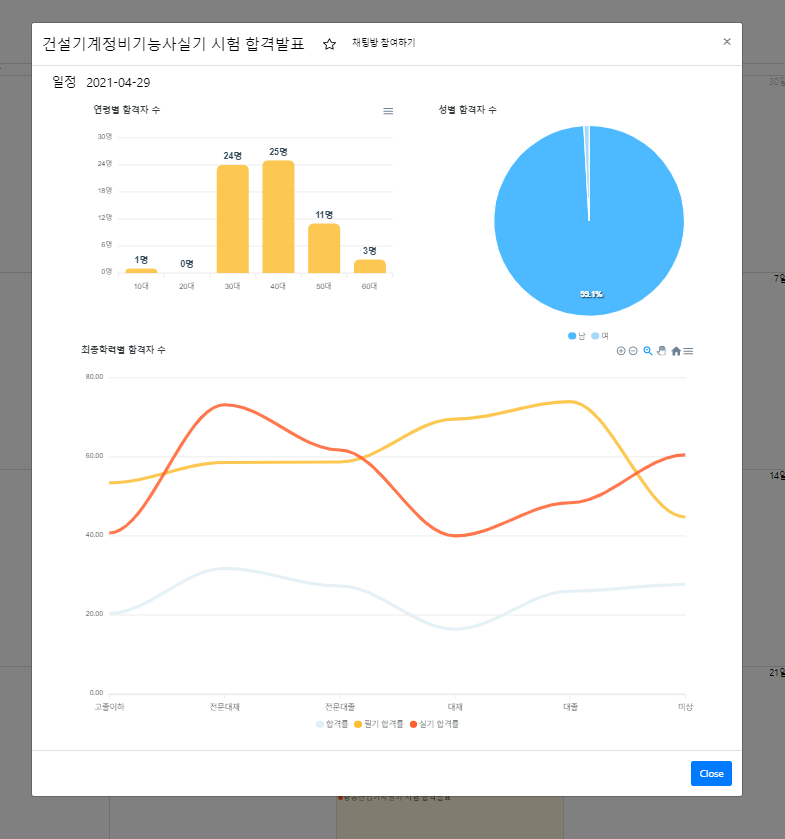 건설기계정비기능사실기 시험 합격발표 채팅방 참여하기 ×
일정 2021-04-29
30일
연령별 합격자 수
30명
24명
18명
12명
6명
0명
1명
0명
24명
25명
11명
3명
10대 20대 30대 40대 50대 60대
성별 합격자 수
99.1%
남 여
7일
최종학력별 합격자 수
80.00
60.00
40.00
20.00
0.00
14일
21일
고졸이하 전문대재 전문대졸 대재 대졸 미상
합격률 필기 합격률 실기 합격률
Close